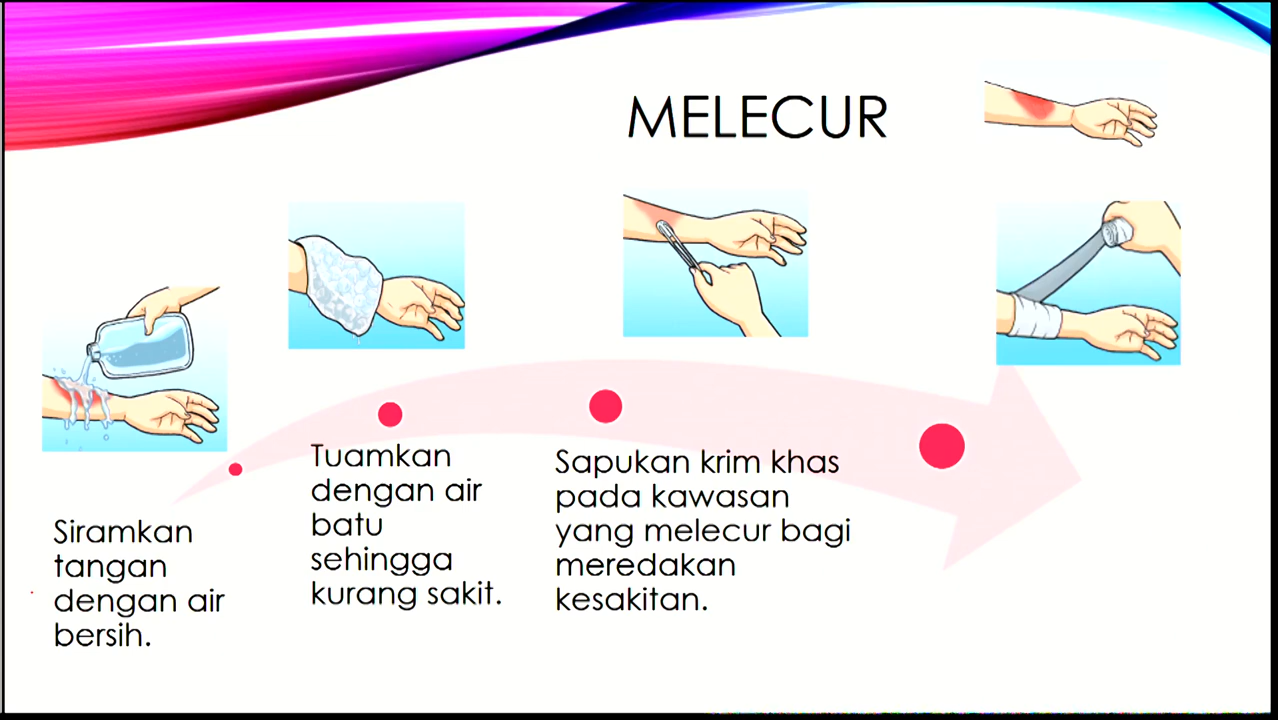 MELECUR
Siramkan
tangan
dengan air
bersih.
Tuamkan
dengan air
batu
sehingga
kurang sakit.
Sapukan krim khas
pada kawasan
yang melecur bagi
meredakan
kesakitan.